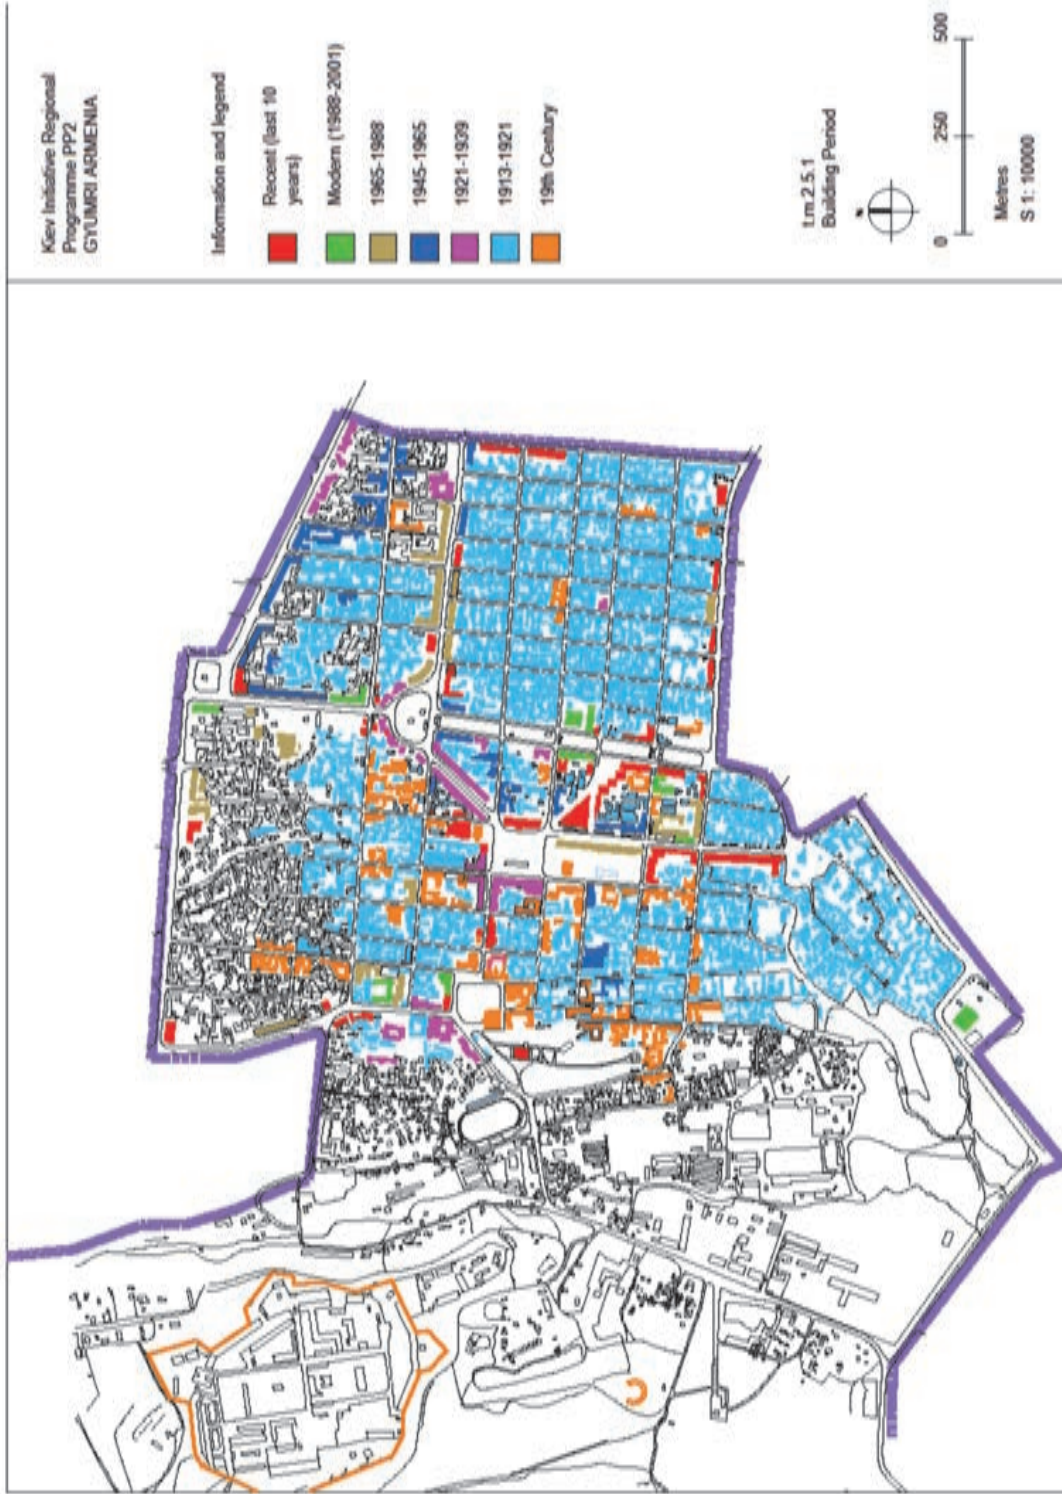 Kiev Initiative Regional
Programme PP2
GYUMRI ARMENIA
Information and legend
Recent (last 10
years)
Modern (1988-2001)
1965-1988
1945-1965
1921-1939
1913-1921
19th Century
t.m.2.5.1
Building Period
0 250 500
Metres
S 1: 10000